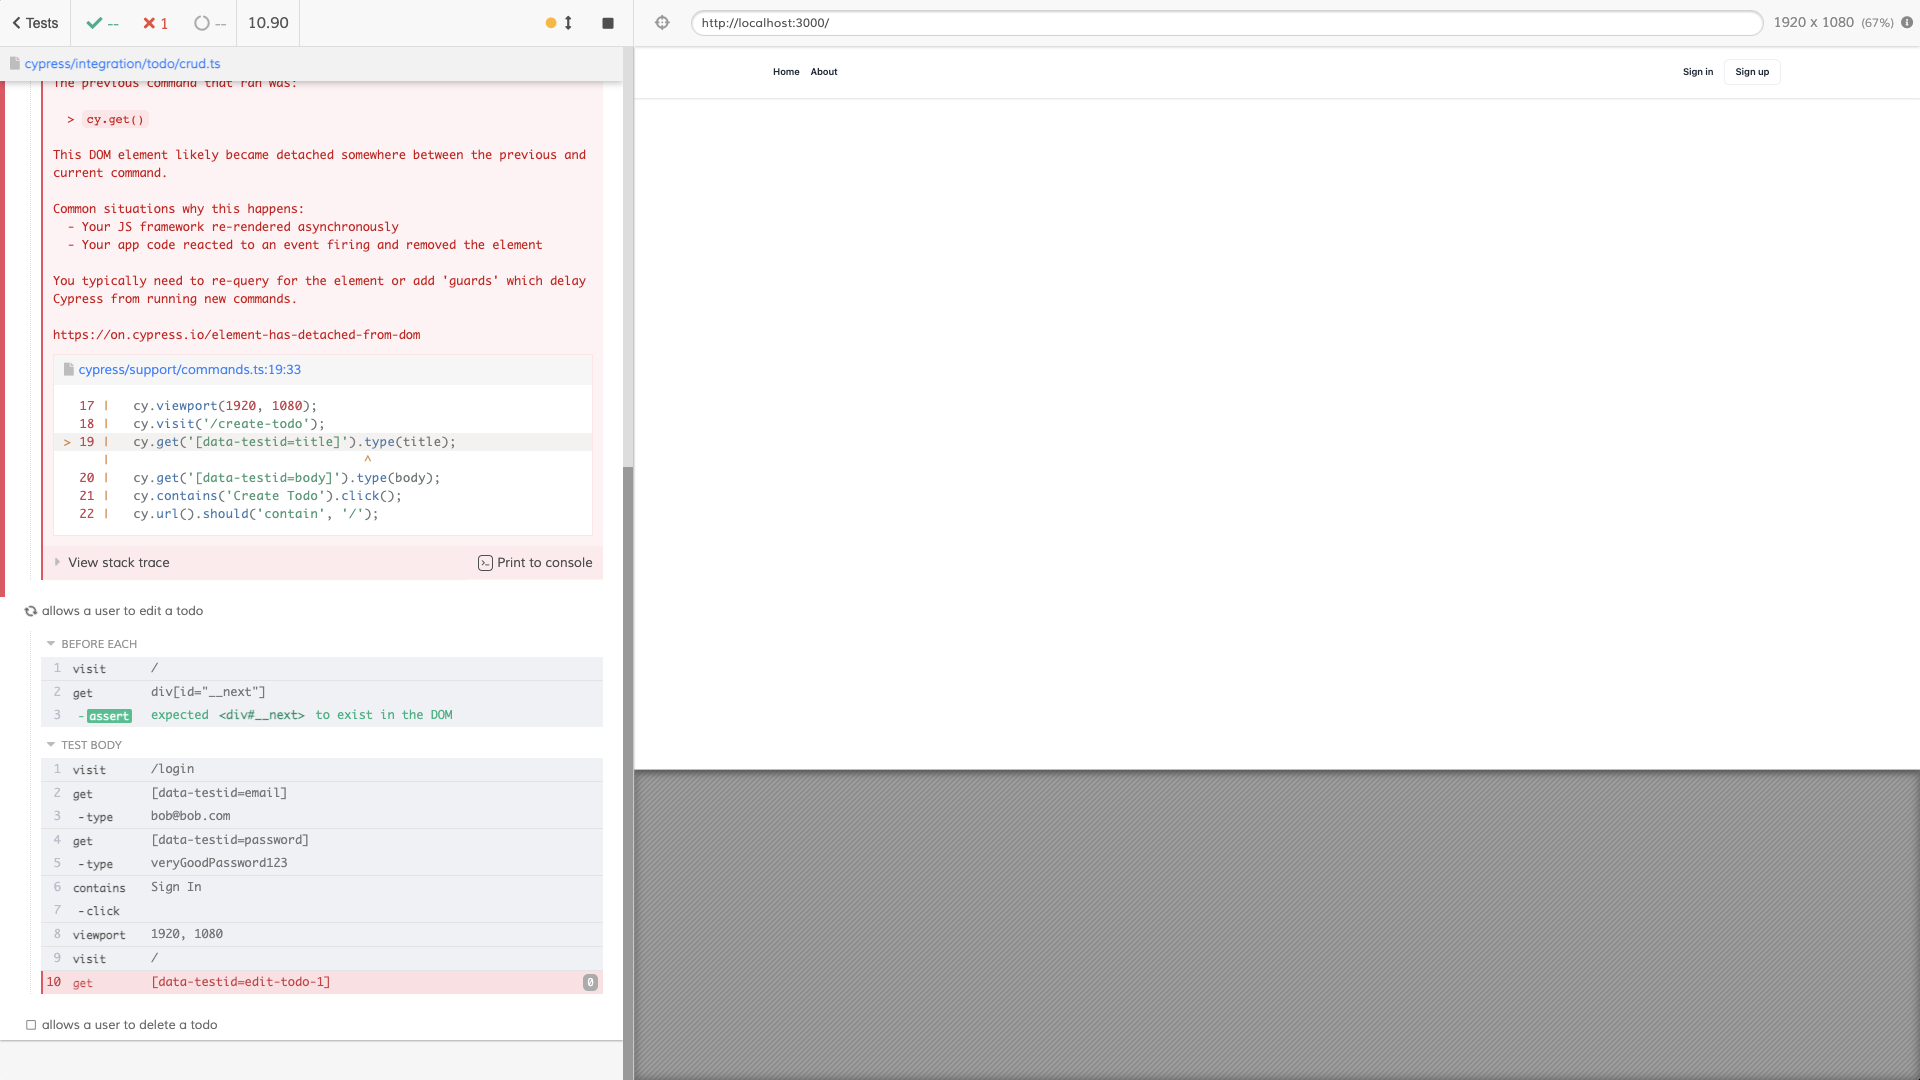 Tests
--
1
--
10.90
http://localhost:3000/
1920 x 1080 (67%)
cypress/integration/todo/crud.ts
The previous command that ran was:
> cy.get()
This DOM element likely became detached somewhere between the previous and
current command.
Common situations why this happens:
- Your JS framework re-rendered asynchronously
- Your app code reacted to an event firing and removed the element
You typically need to re-query for the element or add 'guards' which delay
Cypress from running new commands.
https://on.cypress.io/element-has-detached-from-dom
cypress/support/commands.ts:19:33
17 | cy.viewport(1920, 1080);
18 | cy.visit('/create-todo');
> 19 | cy.get('[data-testid=title]').type(title);
| ^
20 | cy.get('[data-testid=body]').type(body);
21 | cy.contains('Create Todo').click();
22 | cy.url().should('contain', '/');
View stack trace
Print to console
allows a user to edit a todo
BEFORE EACH
1 visit /
2 get div[id="__next"]
3 -assert expected <div#__next> to exist in the DOM
TEST BODY
1 visit /login
2 get [data-testid=email]
3 -type bob@bob.com
4 get [data-testid=password]
5 -type veryGoodPassword123
6 contains Sign In
7 -click
8 viewport 1920, 1080
9 visit /
10 get [data-testid=edit-todo-1] 0
allows a user to delete a todo
Home About
Sign in
Sign up